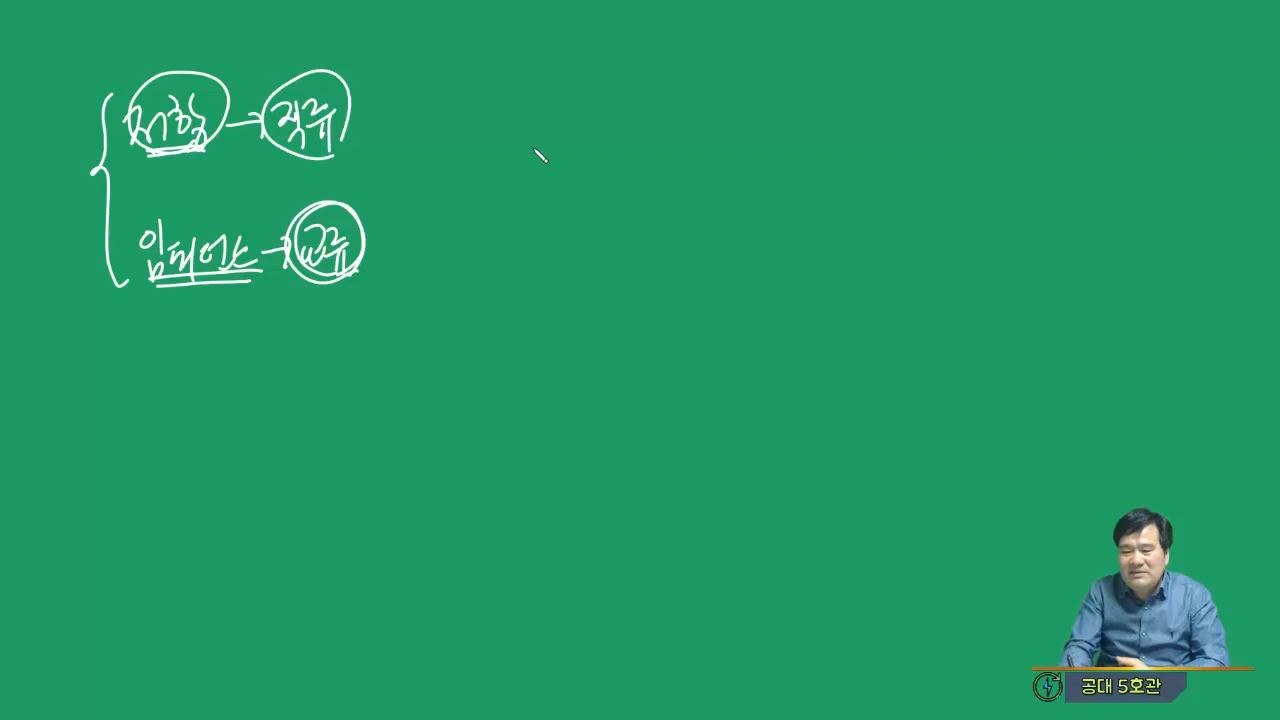 저항 → 직류
임피던스 → 교류
공대 5호관